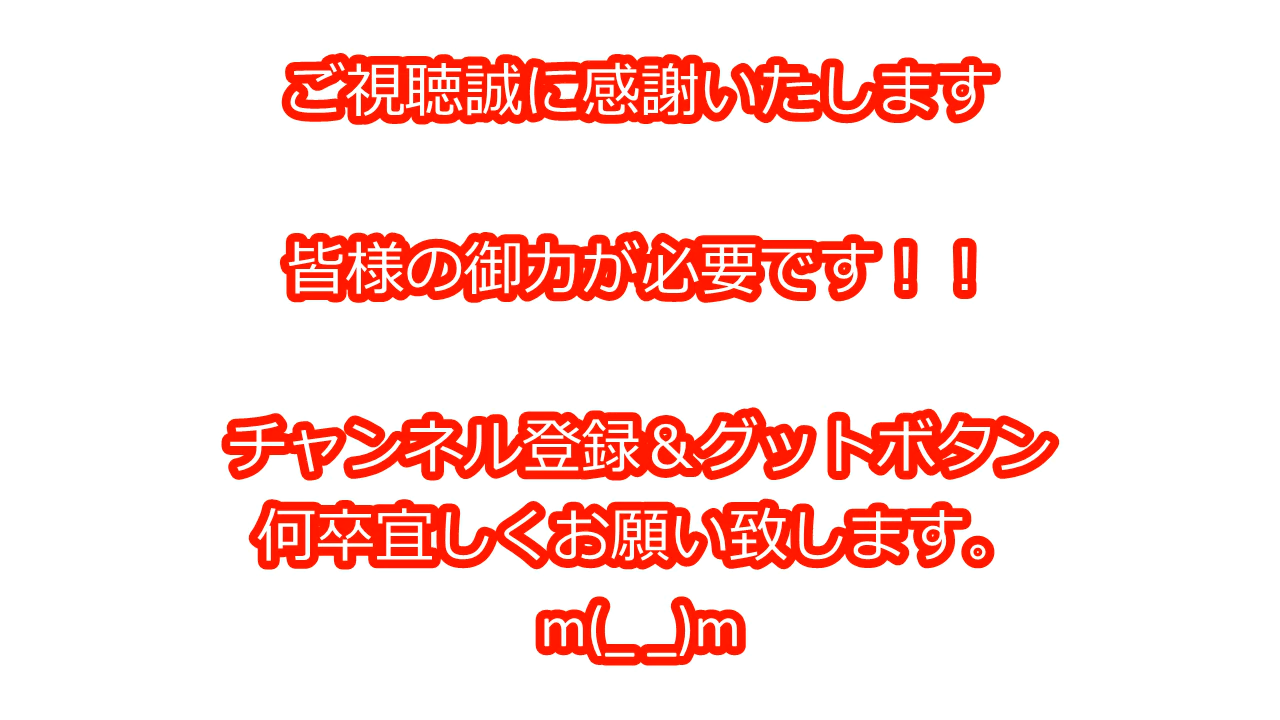 ご視聴誠に感謝いたします
皆様の御力が必要です！！
チャンネル登録＆グットボタン
何卒宜しくお願い致します。
m(_ _)m